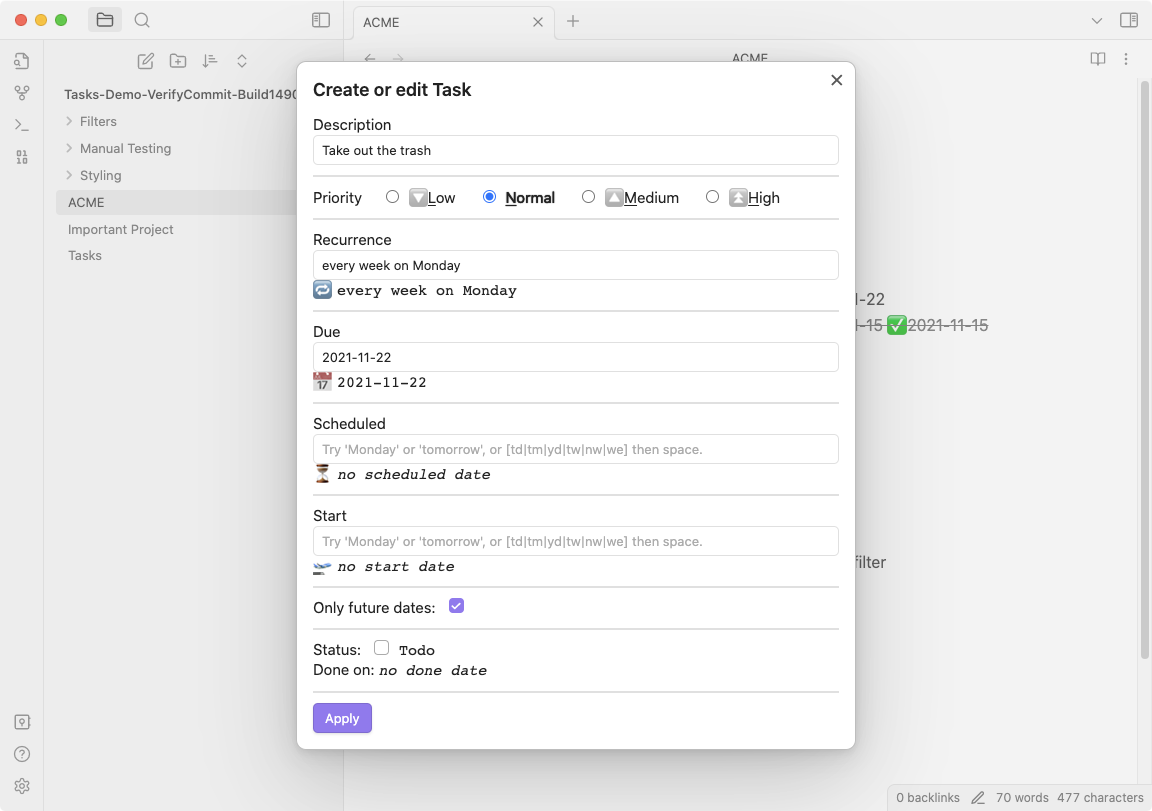 ACME
ACME
Tasks-Demo-VerifyCommit-Build1490
Filters
Manual Testing
Styling
ACME
Important Project
Tasks
Create or edit Task
Description
Take out the trash
Priority Low Normal Medium High
Recurrence
every week on Monday
every week on Monday
Due
2021-11-22
17 2021-11-22
Scheduled
Try 'Monday' or 'tomorrow', or [td|tm|yd|tw|nw|we] then space.
no scheduled date
Start
Try 'Monday' or 'tomorrow', or [td|tm|yd|tw|nw|we] then space.
no start date
Only future dates:
Status: Todo
Done on: no done date
Apply
-22
-15 ✅2021-11-15
filter
0 backlinks 70 words 477 characters